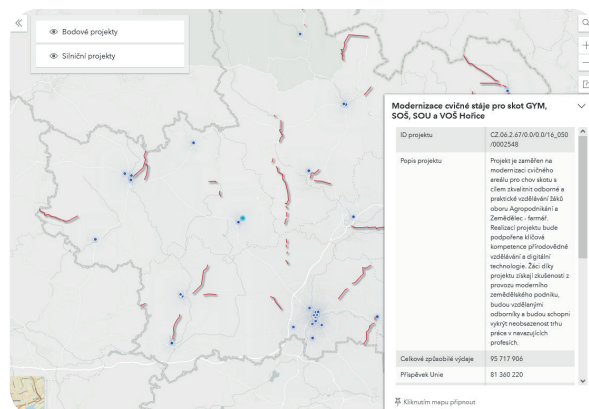 Bodové projekty
Silniční projekty
Modernizace cvičné stáje pro skot GYM,
SOŠ, SOU a VOŠ Hořice
ID projektu
CZ.06.2.67/0.0/0.0/16_050
/0002548
Popis projektu
Projekt je zaměřen na
modernizaci cvičného
areálu pro chov skotu s
cílem zkvalitnit odborné a
praktické vzdělávání žáků
oboru Agropodnikání a
Zemědělec - farmář.
Realizací projektu bude
podpořena klíčová
kompetence přírodovědné
vzdělávání a digitální
technologie. Žáci díky
projektu získají zkušenosti z
provozu moderního
zemědělského podniku,
budou vzdělanými
odborníky a budou schopni
vykrýt neobsazenost trhu
práce v navazujících
profesích.
Celkové způsobilé výdaje
95 717 906
Příspěvek Unie
81 360 220
Kliknutím mapu připnout